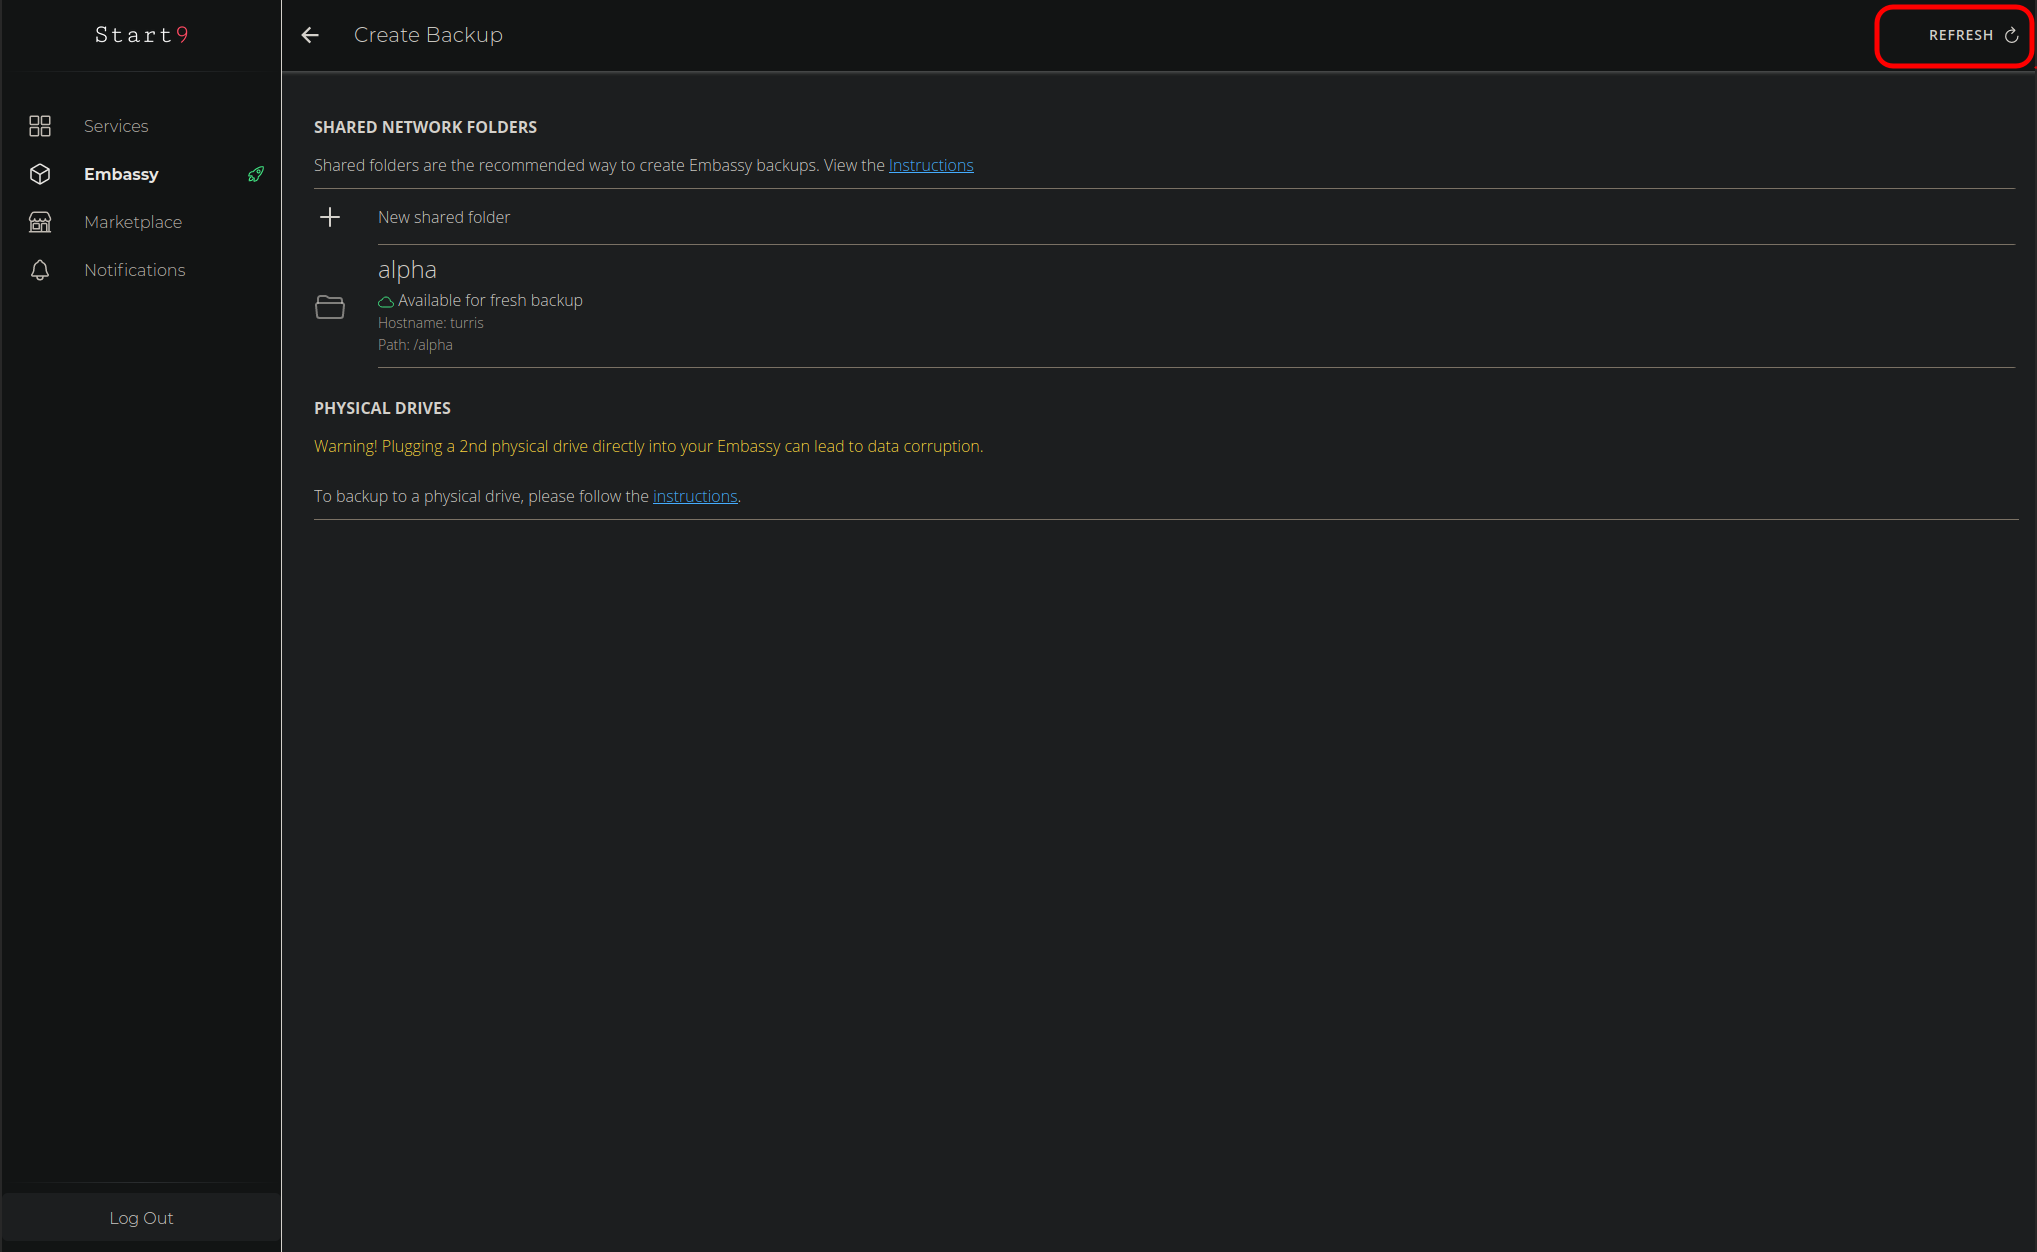 Start9
Services
Embassy
Marketplace
Notifications
Log Out
Create Backup
REFRESH
SHARED NETWORK FOLDERS
Shared folders are the recommended way to create Embassy backups. View the Instructions
New shared folder
alpha
Available for fresh backup
Hostname: turris
Path: /alpha
PHYSICAL DRIVES
Warning! Plugging a 2nd physical drive directly into your Embassy can lead to data corruption.
To backup to a physical drive, please follow the instructions.